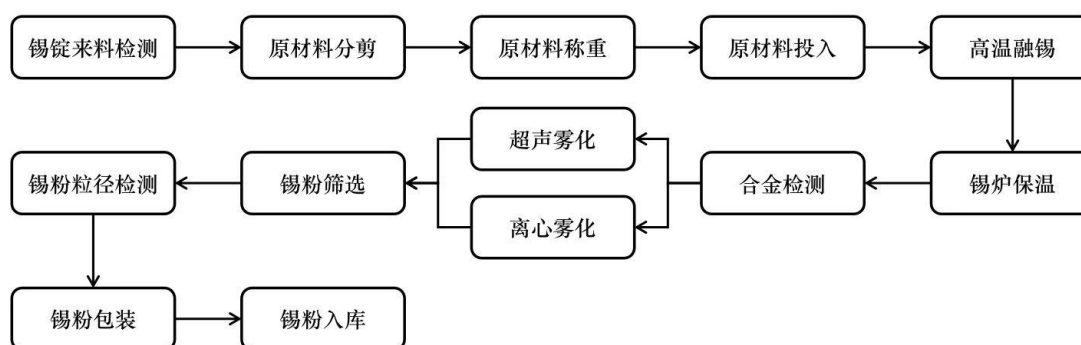 锡锭来料检测
原材料分剪
原材料称重
原材料投入
高温融锡
锡炉保温
合金检测
超声雾化
离心雾化
锡粉筛选
锡粉粒径检测
锡粉包装
锡粉入库